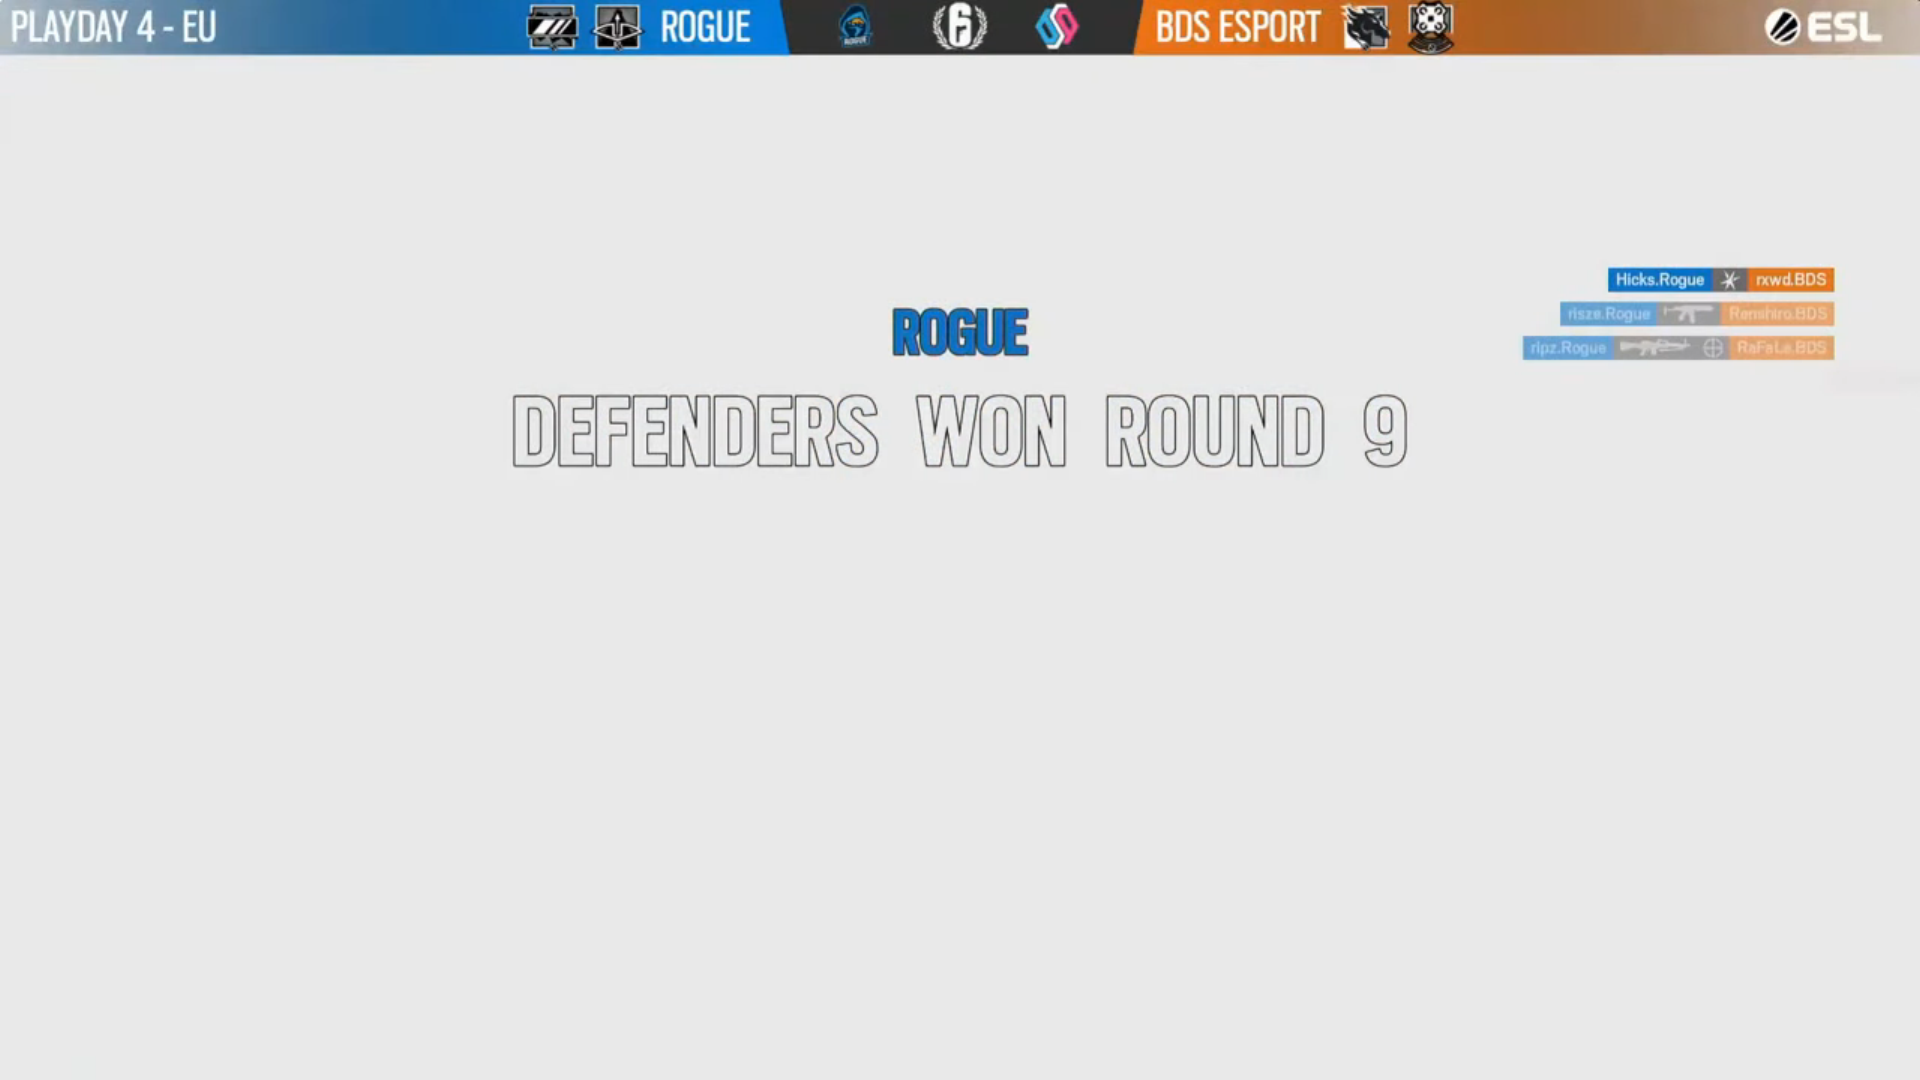 PLAYDAY 4 - EU
ROGUE
ROGUE
BDS ESPORT
ESL
Hicks.Rogue rxwd.BDS
risze.Rogue Renshiro.BDS
ripz.Rogue RaFaLe.BDS
ROGUE
DEFENDERS WON ROUND 9